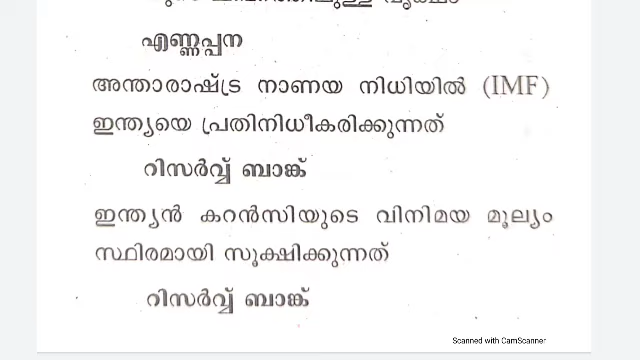 എണ്ണപ്പന
അന്താരാഷ്ട്ര നാണയ നിധിയിൽ (IMF)
ഇന്ത്യയെ പ്രതിനിധീകരിക്കുന്നത്
റിസർവ്വ് ബാങ്ക്
ഇന്ത്യൻ കറൻസിയുടെ വിനിമയ മൂല്യം
സ്ഥിരമായി സൂക്ഷിക്കുന്നത്
റിസർവ്വ് ബാങ്ക്
Scanned with CamScanner